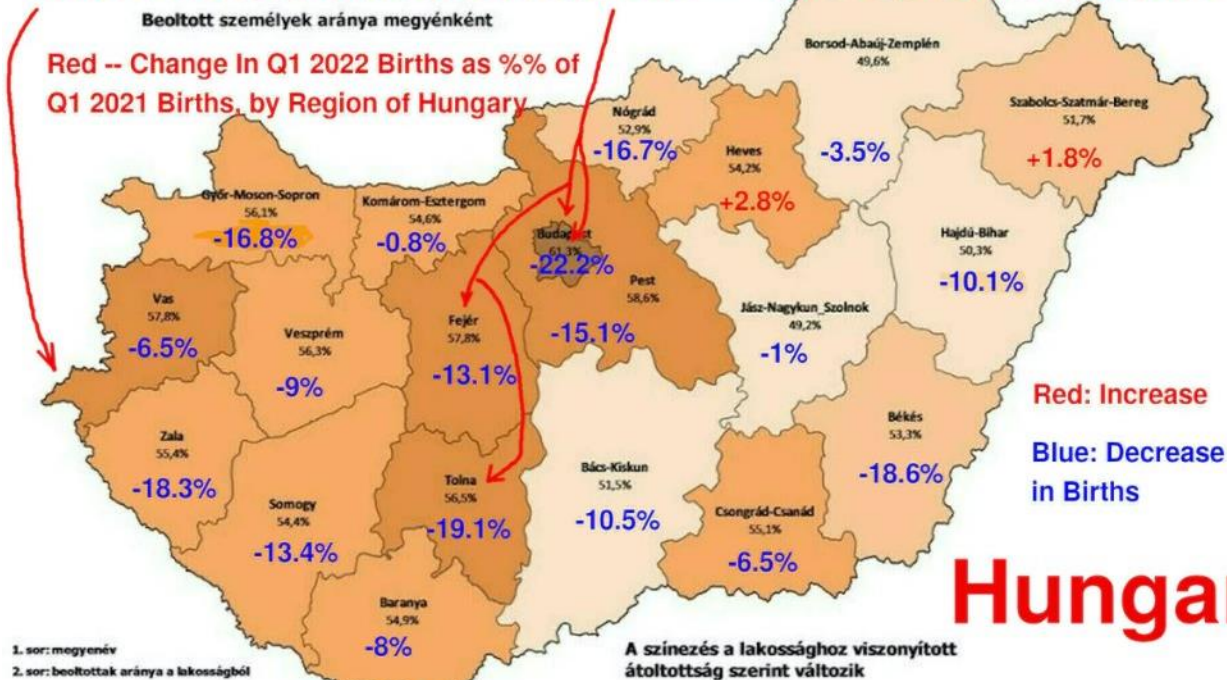 Beoltott személyek aránya megyénként
Red -- Change In Q1 2022 Births as %% of
Q1 2021 Births, by Region of Hungary
Borsod-Abaúj-Zemplén
49,6%
-3.5%
Szabolcs-Szatmár-Bereg
51,7%
+1.8%
Nógrád
52,9%
-16.7%
Heves
54,2%
+2.8%
Győr-Moson-Sopron
56,1%
-16.8%
Komárom-Esztergom
54,6%
-0.8%
Budapest
61,3%
-22.2%
Pest
58,6%
-15.1%
Hajdú-Bihar
50,3%
-10.1%
Vas
57,8%
-6.5%
Veszprém
56,3%
-9%
Fejér
57,8%
-13.1%
Jász-Nagykun_Szolnok
49,2%
-1%
Red: Increase
Blue: Decrease
in Births
Zala
55,4%
-18.3%
Somogy
54,4%
-13.4%
Tolna
56,5%
-19.1%
Bács-Kiskun
51,5%
-10.5%
Csongrád-Csanád
55,1%
-6.5%
Békés
53,3%
-18.6%
Baranya
54,9%
-8%
Hungai
1. sor: megyenév
2. sor: beoltottak aránya a lakosságból
A színezés a lakossághoz viszonyított
átoltottság szerint változik